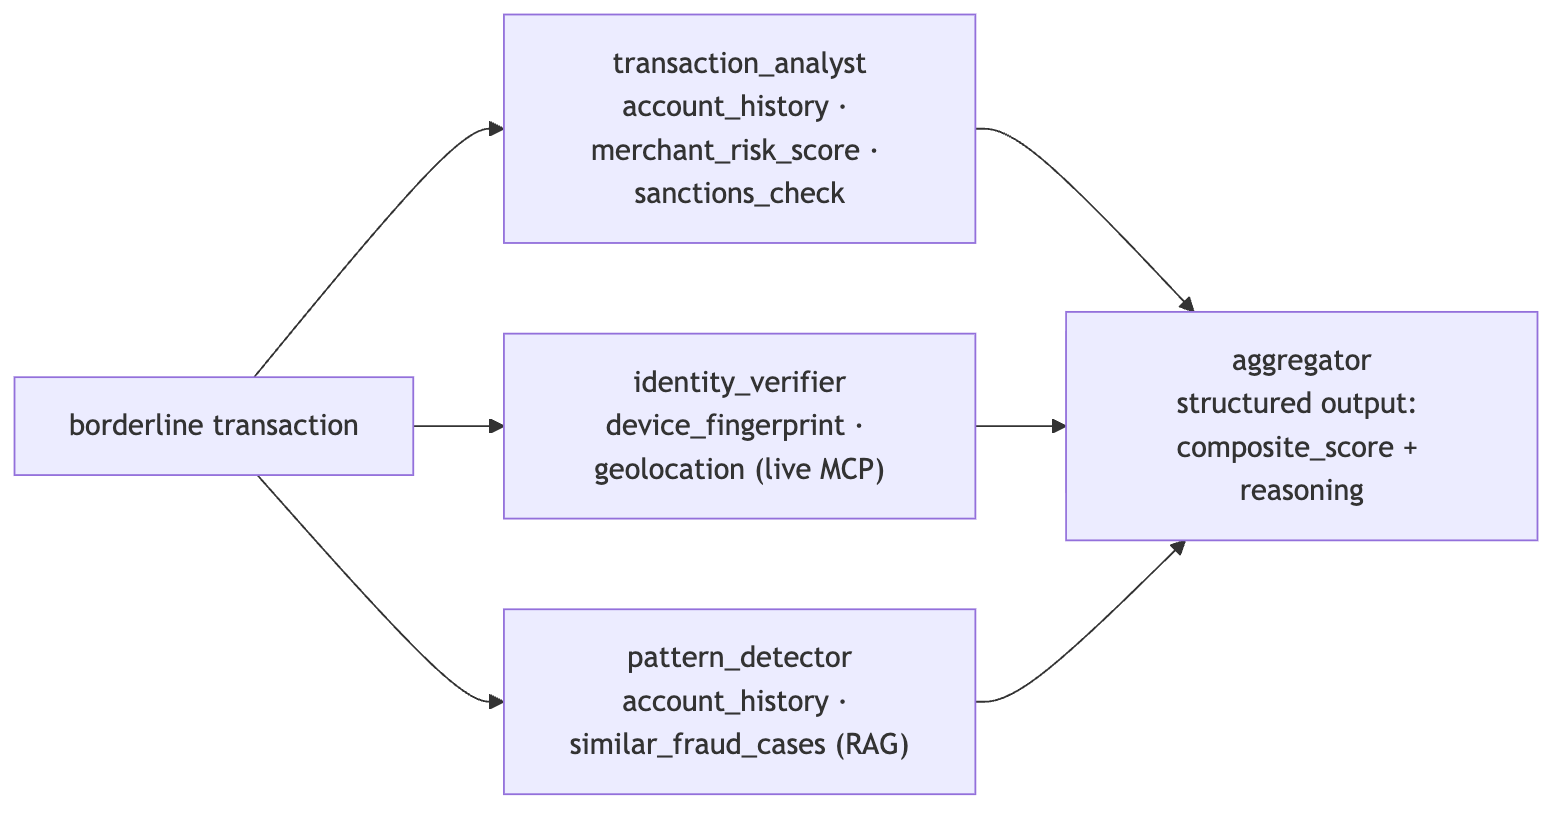 borderline transaction
transaction_analyst
account_history ·
merchant_risk_score ·
sanctions_check
identity_verifier
device_fingerprint ·
geolocation (live MCP)
pattern_detector
account_history ·
similar_fraud_cases (RAG)
aggregator
structured output:
composite_score +
reasoning